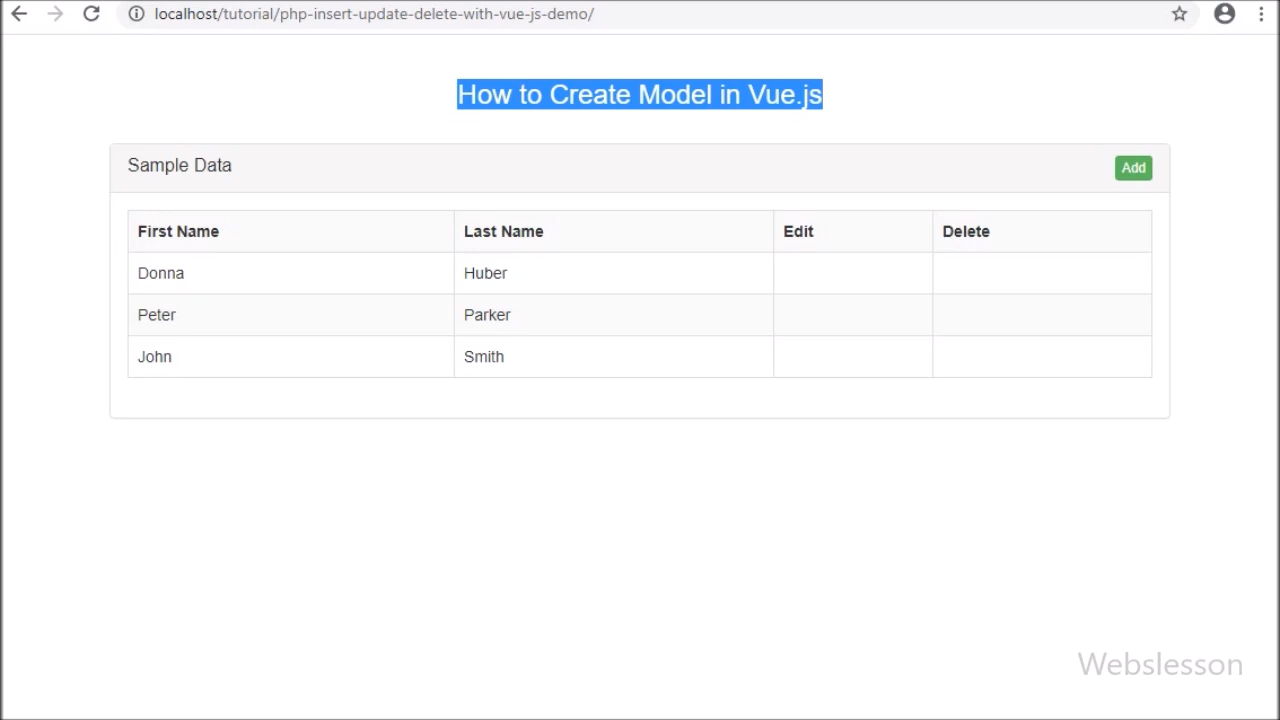 localhost/tutorial/php-insert-update-delete-with-vue-js-demo/
How to Create Model in Vue.js
Sample Data Add
First Name Last Name Edit Delete
Donna Huber
Peter Parker
John Smith
Webslesson